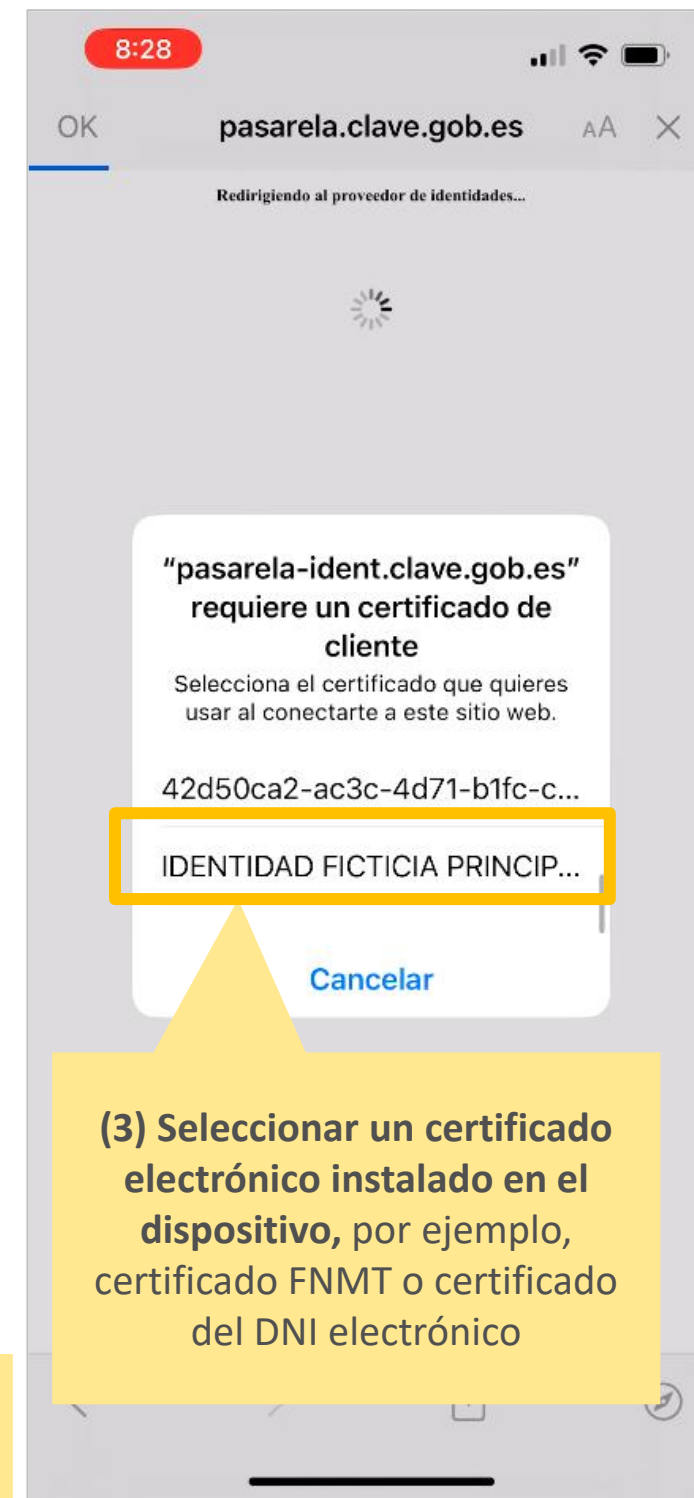 8:28
OK pasarela.clave.gob.es AA
Redirigiendo al proveedor de identidades...
"pasarela-ident.clave.gob.es"
requiere un certificado de
cliente
Selecciona el certificado que quieres
usar al conectarte a este sitio web.
42d50ca2-ac3c-4d71-b1fc-c...
IDENTIDAD FICTICIA PRINCIP...
Cancelar
(3) Seleccionar un certificado
electrónico instalado en el
dispositivo, por ejemplo,
certificado FNMT o certificado
del DNI electrónico